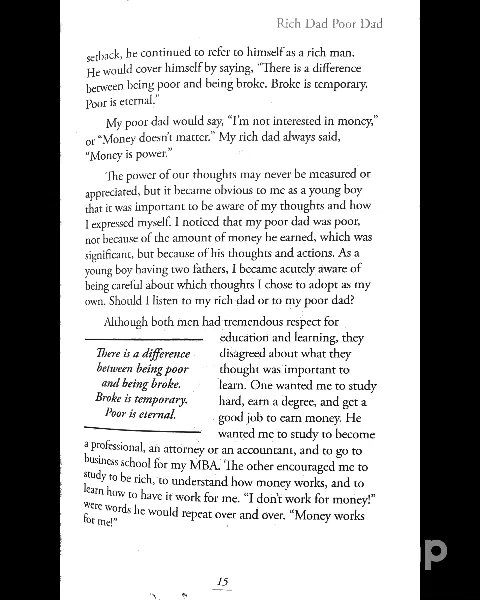 Rich Dad Poor Dad
setback, he continued to refer to himself as a rich man.
He would cover himself by saying, “There is a difference
between being poor and being broke. Broke is temporary.
Poor is eternal.”
My poor dad would say, “I’m not interested in money,”
or “Money doesn’t matter.” My rich dad always said,
“Money is power.”
The power of our thoughts may never be measured or
appreciated, but it became obvious to me as a young boy
that it was important to be aware of my thoughts and how
I expressed myself. I noticed that my poor dad was poor,
not because of the amount of money he earned, which was
significant, but because of his thoughts and actions. As a
young boy having two fathers, I became acutely aware of
being careful about which thoughts I chose to adopt as my
own. Should I listen to my rich dad or to my poor dad?
Although both men had tremendous respect for
education and learning, they
disagreed about what they
thought was important to
learn. One wanted me to study
hard, earn a degree, and get a
good job to earn money. He
wanted me to study to become
There is a difference
between being poor
and being broke.
Broke is temporary.
Poor is eternal.
a professional, an attorney or an accountant, and to go to
business school for my MBA. The other encouraged me to
study to be rich, to understand how money works, and to
learn how to have it work for me. “I don’t work for money!”
were words he would repeat over and over. “Money works
for me!”
p
15